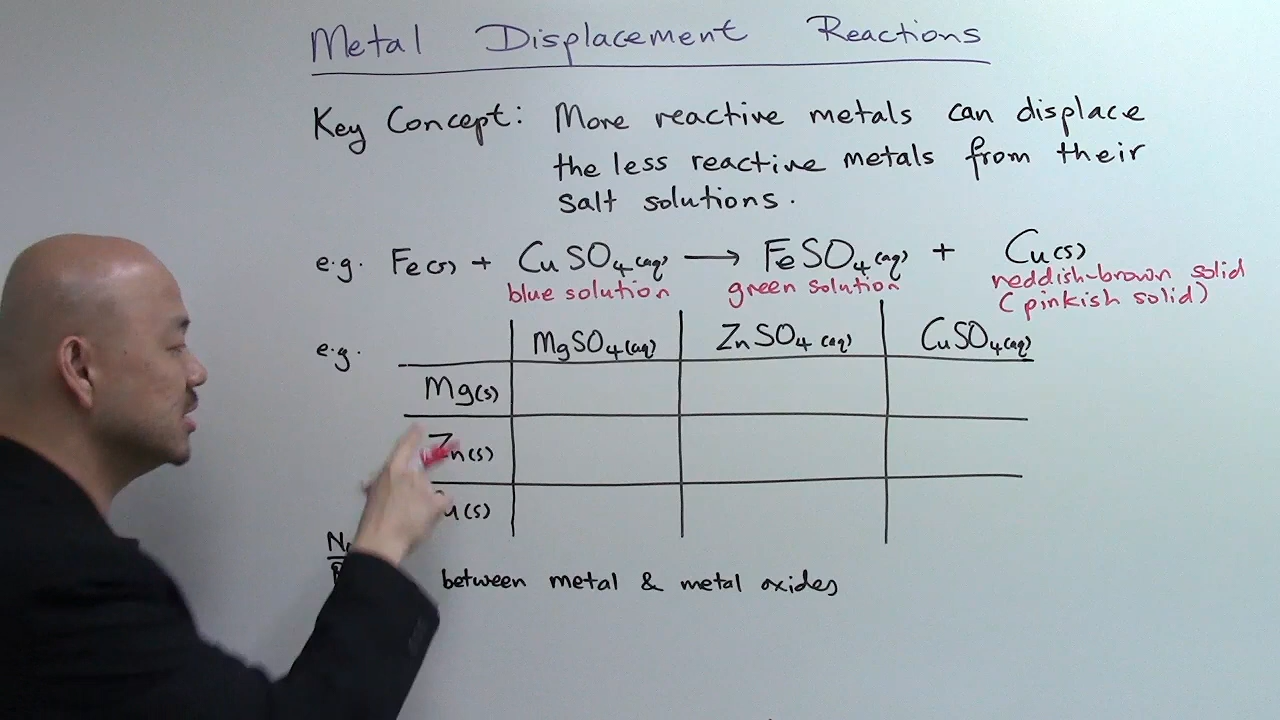 Metal Displacement Reactions
Key Concept: More reactive metals can displace
the less reactive metals from their
salt solutions.
e.g. Fe(s) + CuSO4(aq) → FeSO4(aq) + Cu(s)
blue solution green solution reddish-brown solid
(pinkish solid)
e.g. MgSO4(aq) ZnSO4(aq) CuSO4(aq)
Mg(s)
Zn(s)
(s)
between metal & metal oxides